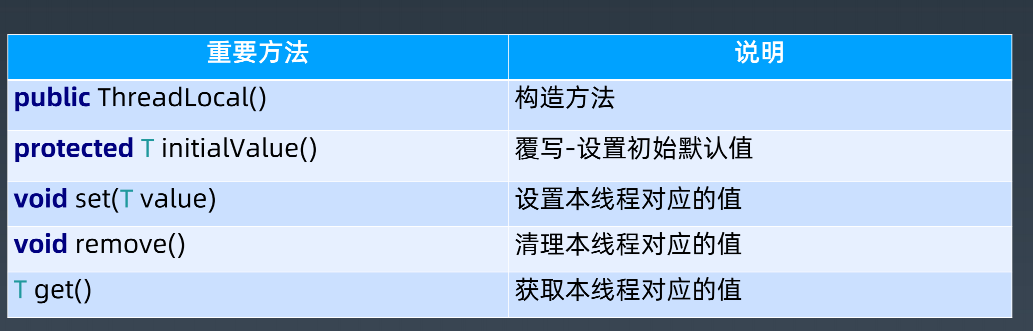 重要方法 说明
public ThreadLocal() 构造方法
protected T initialValue() 覆写-设置初始默认值
void set(T value) 设置本线程对应的值
void remove() 清理本线程对应的值
T get() 获取本线程对应的值